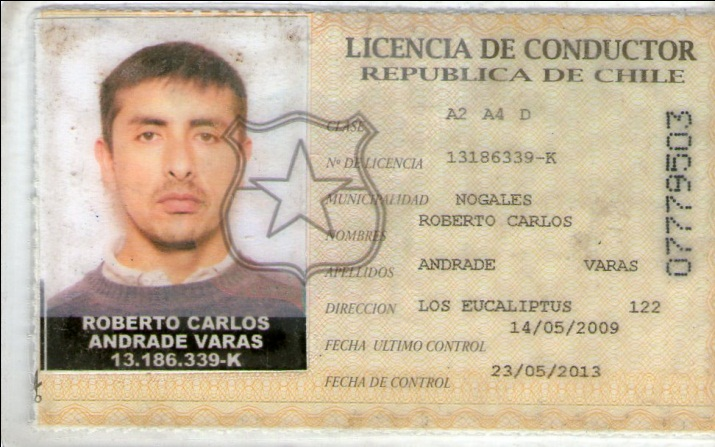 LICENCIA DE CONDUCTOR
REPUBLICA DE CHILE
CLASE A2 A4 D
Nº DE LICENCIA 13186339-K
MUNICIPALIDAD NOGALES
NOMBRES ROBERTO CARLOS
APELLIDOS ANDRADE VARAS
DIRECCION LOS EUCALIPTUS 122
FECHA ULTIMO CONTROL 14/05/2009
FECHA DE CONTROL 23/05/2013
07779503
ROBERTO CARLOS
ANDRADE VARAS
13.186.339-K